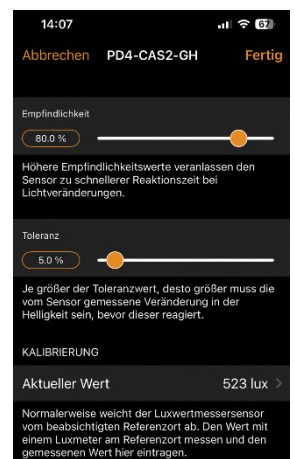 14:07 67
Abbrechen PD4-CAS2-GH Fertig
Empfindlichkeit
80.0 %
Höhere Empfindlichkeitswerte veranlassen den
Sensor zu schnellerer Reaktionszeit bei
Lichtveränderungen.
Toleranz
5.0 %
Je größer der Toleranzwert, desto größer muss die
vom Sensor gemessene Veränderung in der
Helligkeit sein, bevor dieser reagiert.
KALIBRIERUNG
Aktueller Wert 523 lux >
Normalerweise weicht der Luxwertmessersensor
vom beabsichtigten Referenzort ab. Den Wert mit
einem Luxmeter am Referenzort messen und den
gemessenen Wert hier eintragen.